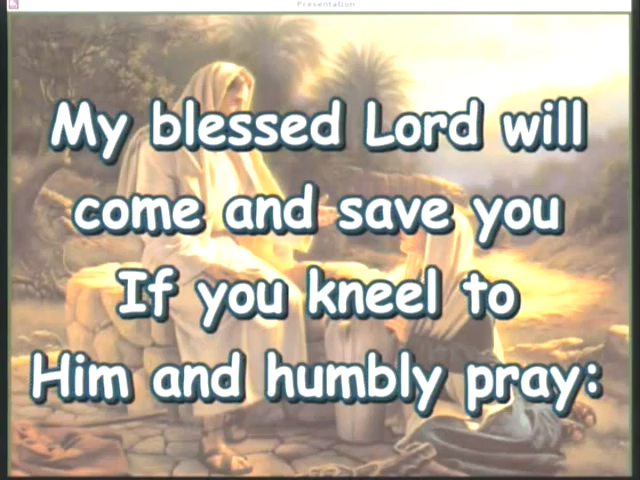 Presentation
My blessed Lord will
come and save you
If you kneel to
Him and humbly pray: